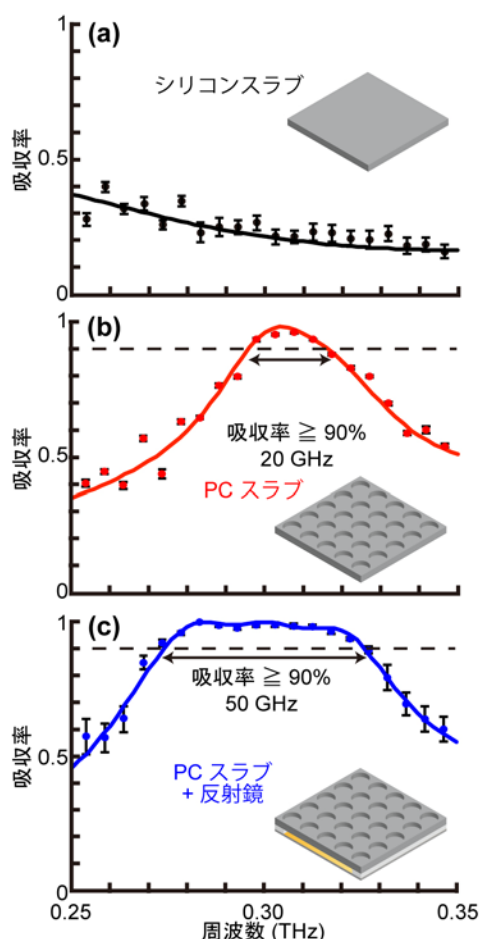 (a)
シリコンスラブ
1
0.5
0
吸収率
(b)
1
0.5
0
吸収率
吸収率 ≧ 90%
20 GHz
PC スラブ
(c)
1
0.5
0
吸収率
吸収率 ≧ 90%
50 GHz
PC スラブ
+ 反射鏡
0.25
0.30
0.35
周波数 (THz)